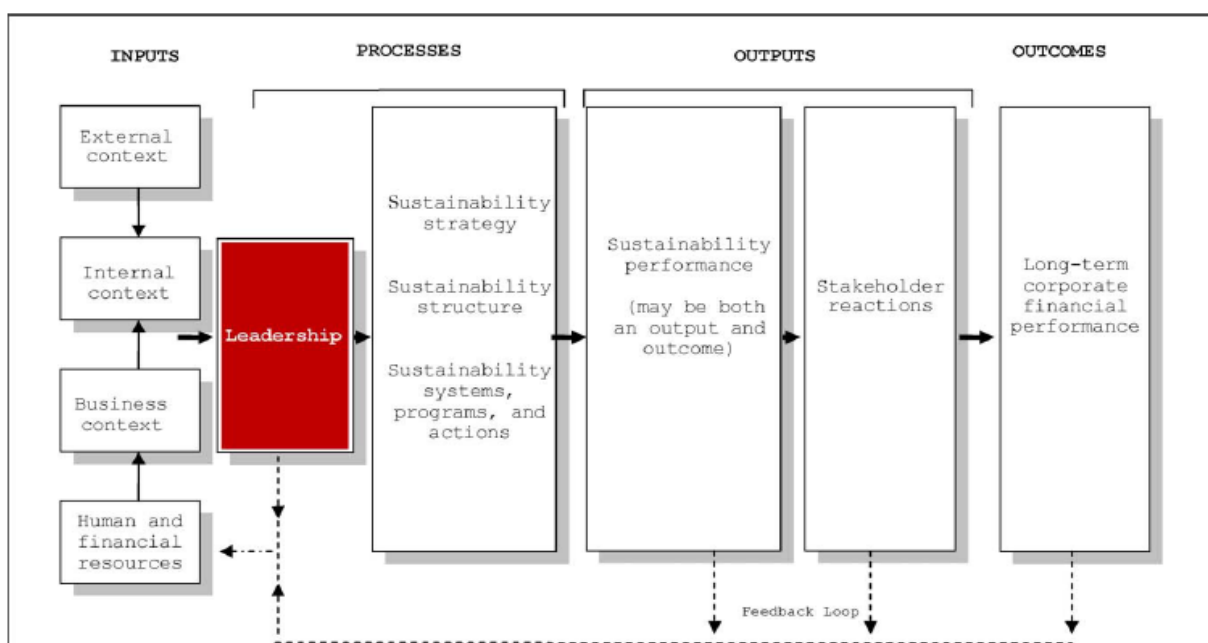 INPUTS
PROCESSES
OUTPUTS
OUTCOMES
External
context
Internal
context
Business
context
Human and
financial
resources
Leadership
Sustainability
strategy
Sustainability
structure
Sustainability
systems,
programs, and
actions
Sustainability
performance
(may be both
an output and
outcome)
Stakeholder
reactions
Long-term
corporate
financial
performance
Feedback Loop